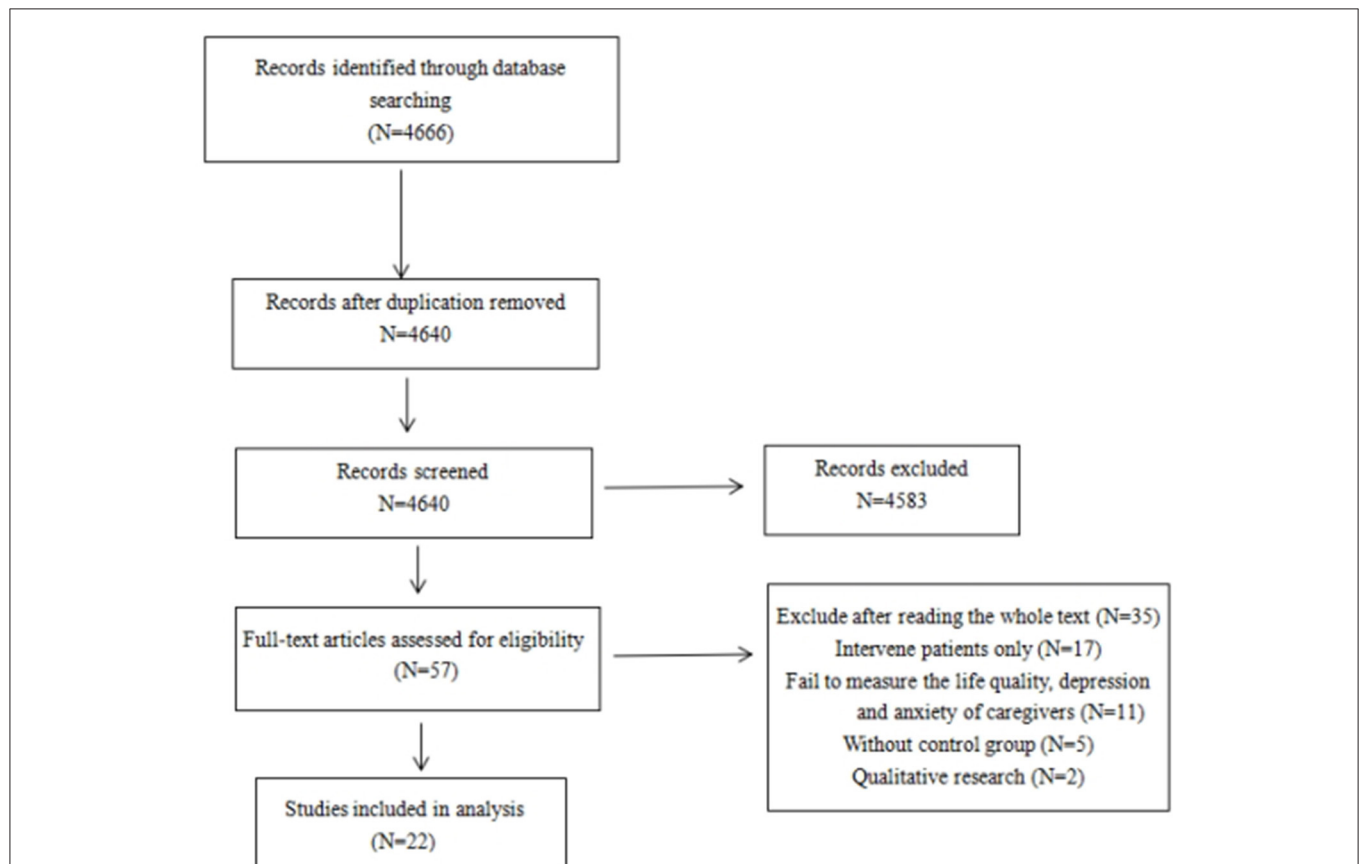 Records identified through database
searching
(N=4666)
Records after duplication removed
N=4640
Records screened
N=4640
Records excluded
N=4583
Full-text articles assessed for eligibility
(N=57)
Exclude after reading the whole text (N=35)
Intervene patients only (N=17)
Fail to measure the life quality, depression
and anxiety of caregivers (N=11)
Without control group (N=5)
Qualitative research (N=2)
Studies included in analysis
(N=22)